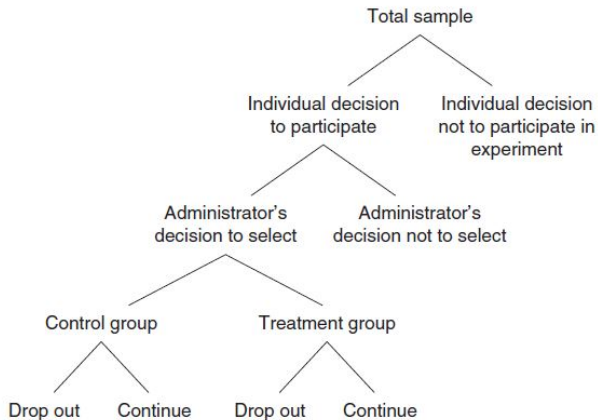 Total sample
Individual decision
to participate
Individual decision
not to participate in
experiment
Administrator's
decision to select
Administrator's
decision not to select
Control group
Treatment group
Drop out
Continue
Drop out
Continue